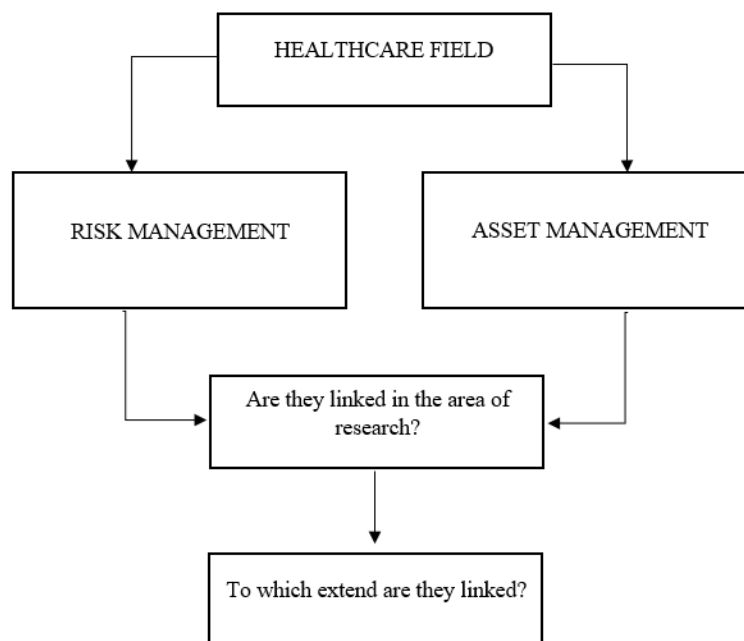 HEALTHCARE FIELD
RISK MANAGEMENT
ASSET MANAGEMENT
Are they linked in the area of
research?
To which extend are they linked?